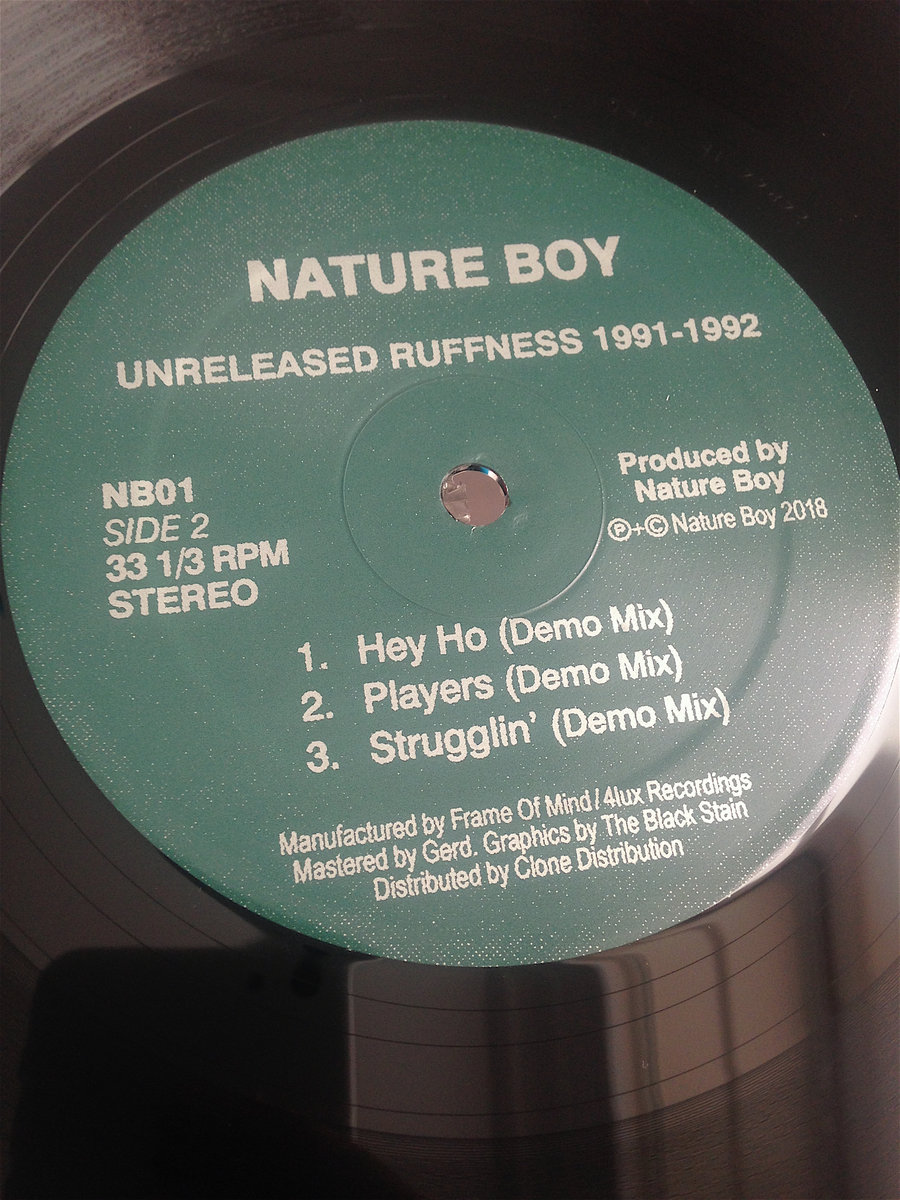 NATURE BOY
UNRELEASED RUFFNESS 1991-1992
NB01
SIDE 2
33 1/3 RPM
STEREO
Produced by
Nature Boy
℗+© Nature Boy 2018
1. Hey Ho (Demo Mix)
2. Players (Demo Mix)
3. Strugglin' (Demo Mix)
Manufactured by Frame Of Mind / 4lux Recordings
Mastered by Gerd. Graphics by The Black Stain
Distributed by Clone Distribution